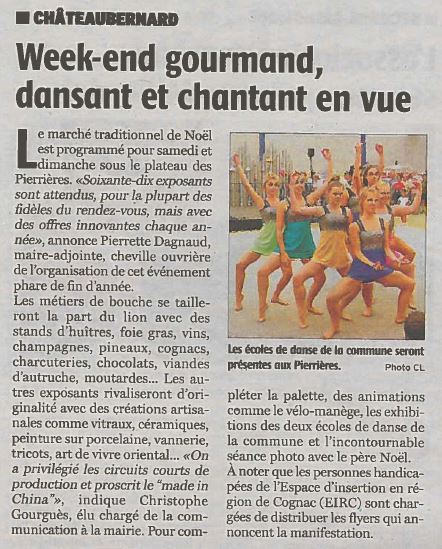 ■ CHÂTEAUBERNARD
Week-end gourmand,
dansant et chantant en vue
Le marché traditionnel de Noël
est programmé pour samedi et
dimanche sous le plateau des
Pierrières. «Soixante-dix exposants
sont attendus, pour la plupart des
fidèles du rendez-vous, mais avec
des offres innovantes chaque an-
née», annonce Pierrette Dagnaud,
maire-adjointe, cheville ouvrière
de l'organisation de cet événement
phare de fin d'année.
Les métiers de bouche se taille-
ront la part du lion avec des
stands d'huîtres, foie gras, vins,
champagnes, pineaux, cognacs,
charcuteries, chocolats, viandes
d'autruche, moutardes... Les au-
tres exposants rivaliseront d'ori-
ginalité avec des créations artisa-
nales comme vitraux, céramiques,
peinture sur porcelaine, vannerie,
tricots, art de vivre oriental... «On
a privilégié les circuits courts de
production et proscrit le "made in
China"», indique Christophe
Gourguès, élu chargé de la com-
munication à la mairie. Pour com-
Les écoles de danse de la commune seront
présentes aux Pierrières.
Photo CL
pléter la palette, des animations
comme le vélo-manège, les exhibitions
des deux écoles de danse de
la commune et l'incontournable
séance photo avec le père Noël.
À noter que les personnes handica-
pées de l'Espace d'insertion en ré-
gion de Cognac (EIRC) sont char-
gées de distribuer les flyers qui an-
noncent la manifestation.